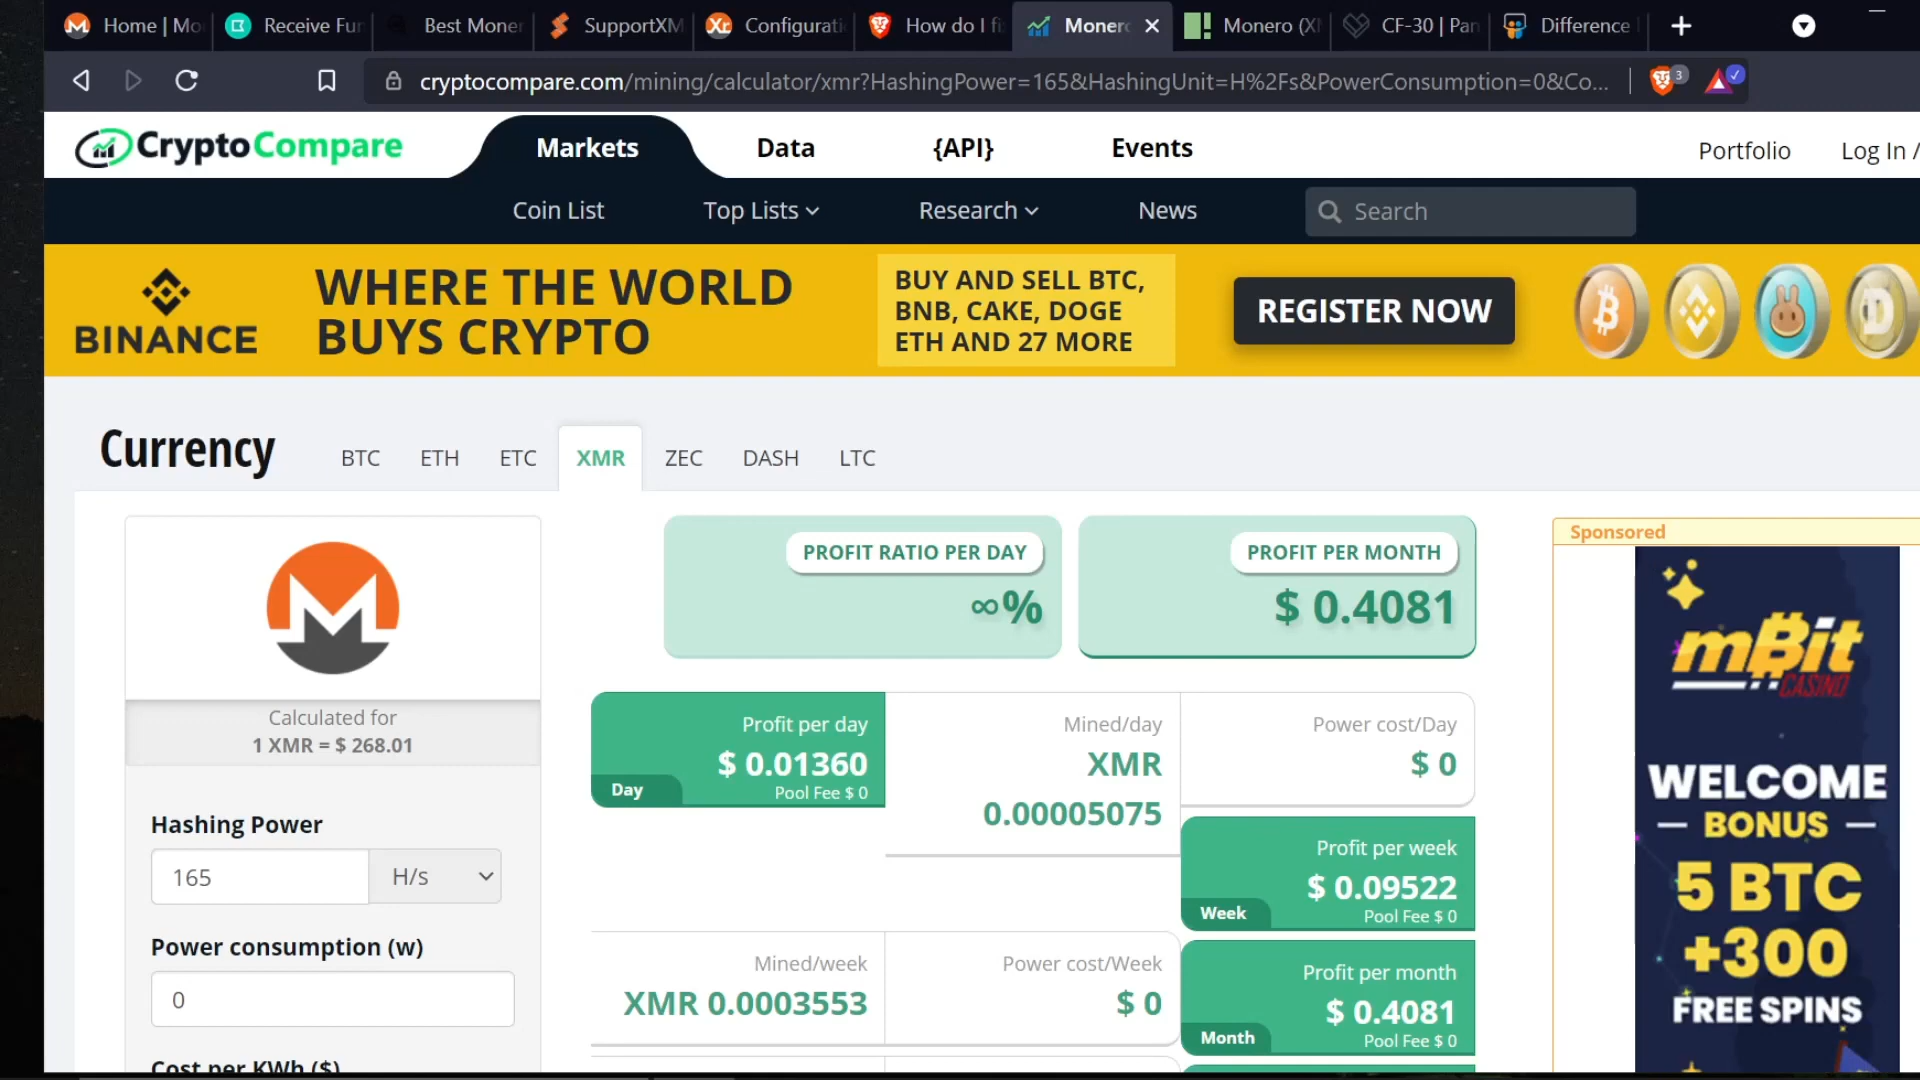 Home | Mo
Receive Fun
Best Moner
SupportXM
Configurati
How do I fi
Monero
Monero (XM
CF-30 | Pan
Difference
cryptocompare.com/mining/calculator/xmr?HashingPower=165&HashingUnit=H%2Fs&PowerConsumption=0&Co...
3
CryptoCompare
Markets
Data
{API}
Events
Portfolio
Log In /
Coin List
Top Lists
Research
News
Search
BINANCE
WHERE THE WORLD
BUYS CRYPTO
BUY AND SELL BTC,
BNB, CAKE, DOGE
ETH AND 27 MORE
REGISTER NOW
Currency
BTC
ETH
ETC
XMR
ZEC
DASH
LTC
Calculated for
1 XMR = $ 268.01
Hashing Power
165
H/s
Power consumption (w)
0
Cost per KWh ($)
PROFIT RATIO PER DAY
∞%
PROFIT PER MONTH
$ 0.4081
Profit per day
$ 0.01360
Pool Fee $ 0
Day
Mined/day
XMR
0.00005075
Power cost/Day
$ 0
Profit per week
$ 0.09522
Pool Fee $ 0
Week
Mined/week
XMR 0.0003553
Power cost/Week
$ 0
Profit per month
$ 0.4081
Pool Fee $ 0
Month
Sponsored
mBit
CASINO
WELCOME
— BONUS —
5 BTC
+300
FREE SPINS